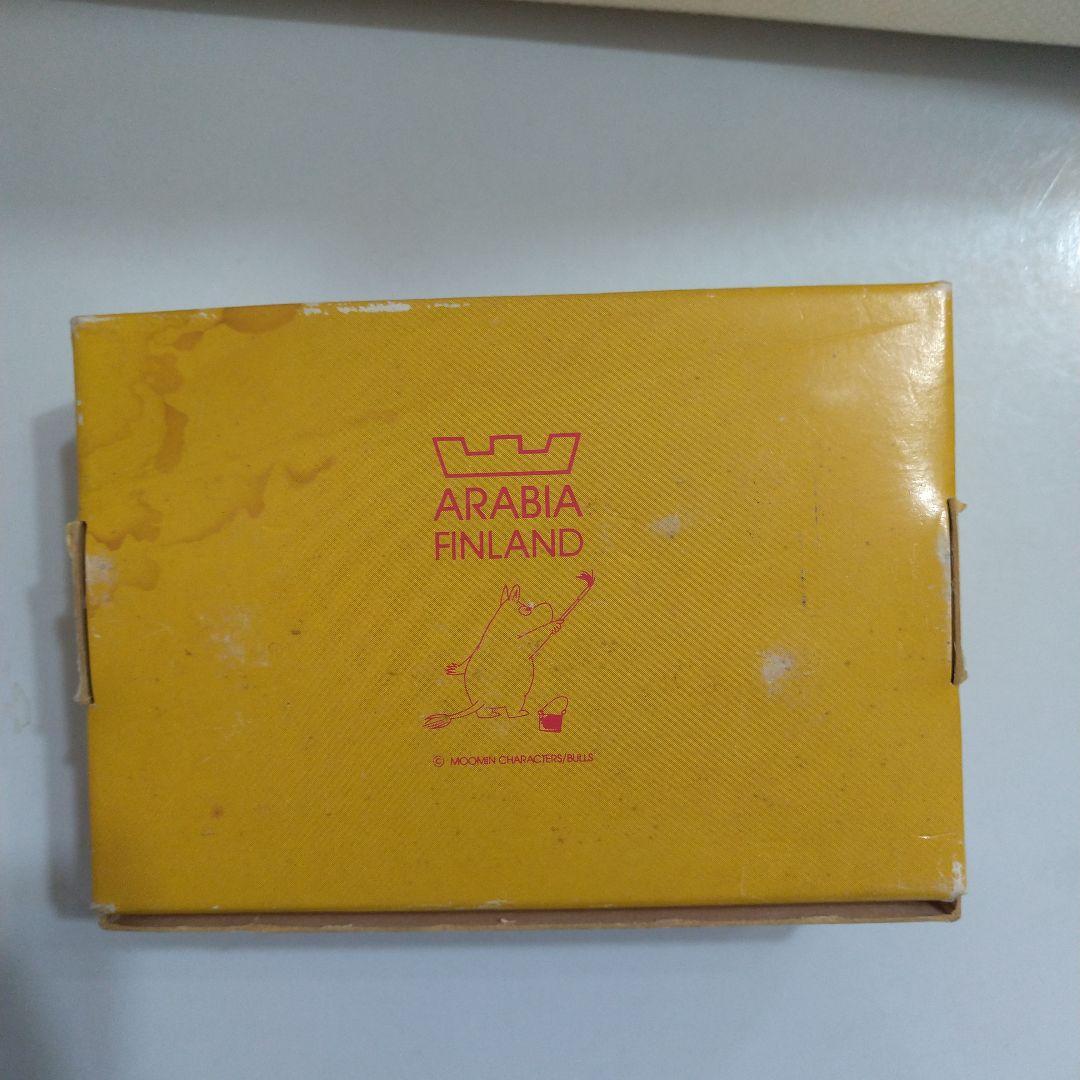 ARABIA
FINLAND
© MOOMIN CHARACTERS/BULLS